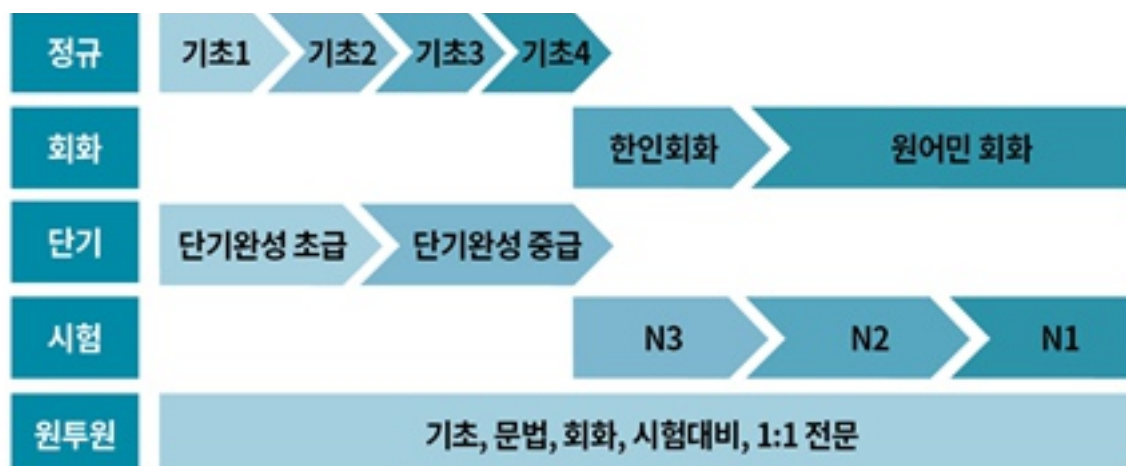 정규 기초1 기초2 기초3 기초4
회화 한인회화 원어민 회화
단기 단기완성 초급 단기완성 중급
시험 N3 N2 N1
원투원 기초, 문법, 회화, 시험대비, 1:1 전문